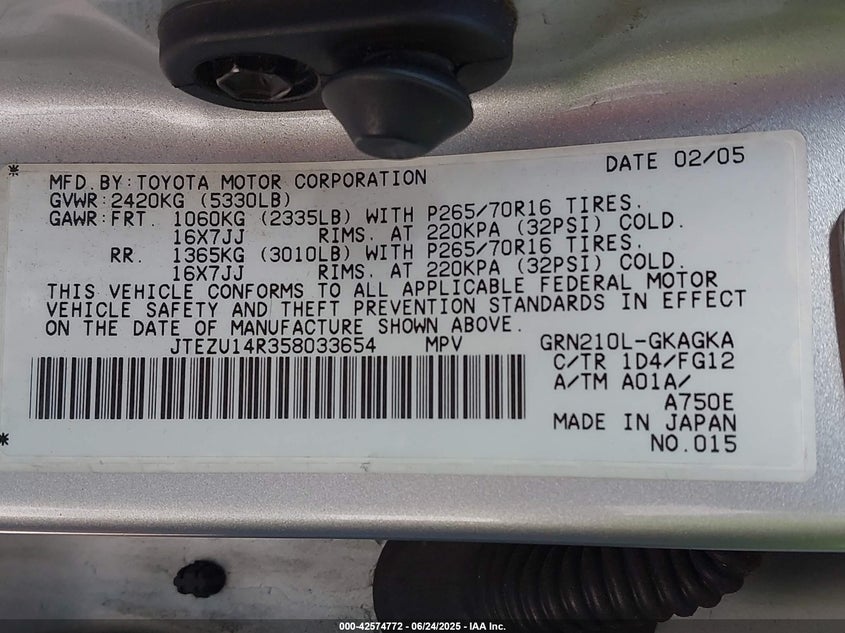 DATE 02/05
MFD.BY:TOYOTA MOTOR CORPORATION
GVWR:2420KG (5330LB)
GAWR:FRT. 1060KG (2335LB) WITH P265/70R16 TIRES.
16X7JJ RIMS. AT 220KPA (32PSI) COLD.
RR. 1365KG (3010LB) WITH P265/70R16 TIRES.
16X7JJ RIMS. AT 220KPA (32PSI) COLD.
THIS VEHICLE CONFORMS TO ALL APPLICABLE FEDERAL MOTOR
VEHICLE SAFETY AND THEFT PREVENTION STANDARDS IN EFFECT
ON THE DATE OF MANUFACTURE SHOWN ABOVE.
JTEZU14R358033654 MPV GRN210L-GKAGKA
C/TR 1D4/FG12
A/TM A01A/
A750E
MADE IN JAPAN
NO.015
000-42574772 - 06/24/2025 - IAA Inc.